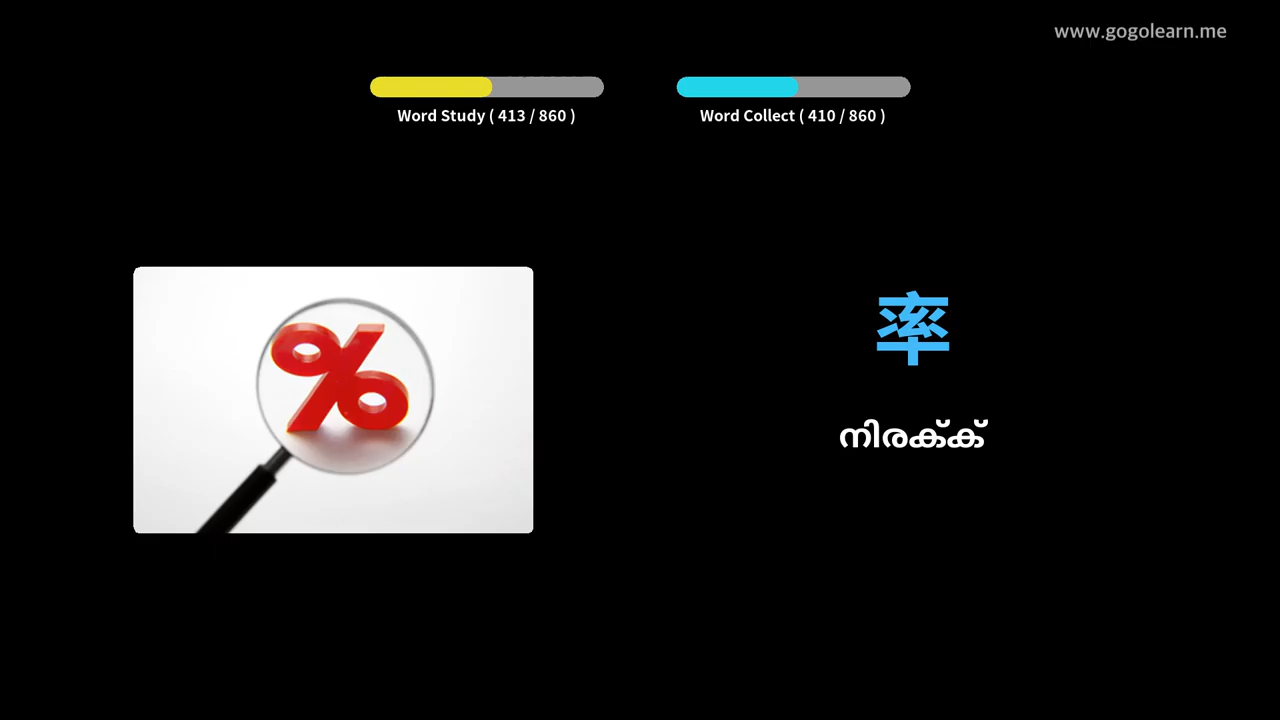 www.gogolearn.me
Word Study ( 413 / 860 )
Word Collect ( 410 / 860 )
%
率
നിരക്ക്